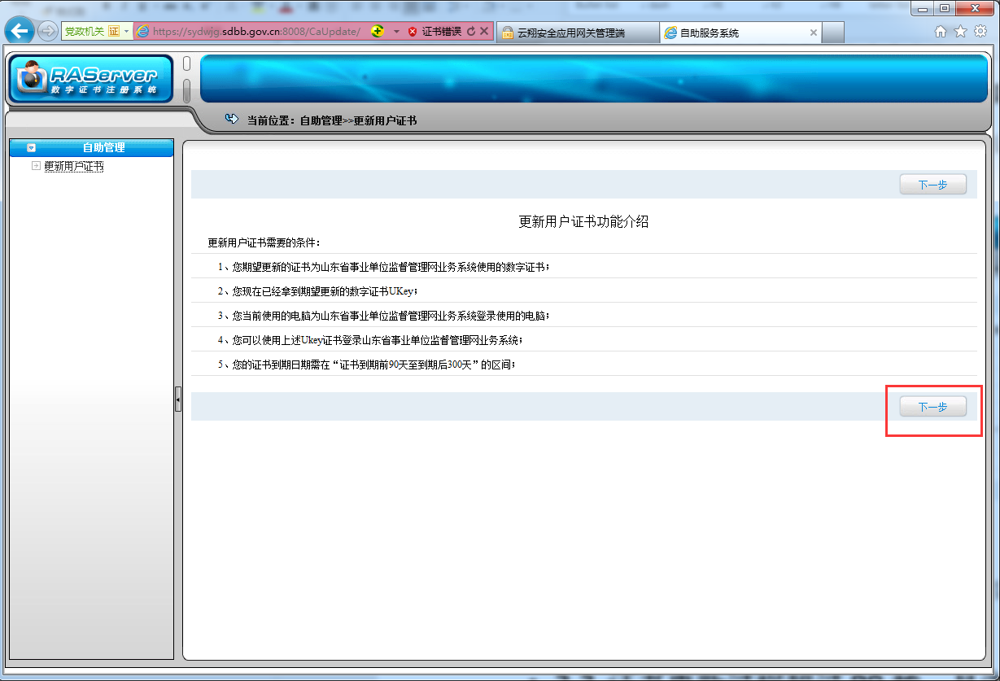 党政机关 证 https://sydwjg.sdbb.gov.cn:8008/CaUpdate/ 证书错误 云翔安全应用网关管理端 自助服务系统
RAServer
数字证书注册系统
当前位置：自助管理>>更新用户证书
自助管理
更新用户证书
下一步
更新用户证书功能介绍
更新用户证书需要的条件：
1、您期望更新的证书为山东省事业单位监督管理网业务系统使用的数字证书；
2、您现在已经拿到期望更新的数字证书UKey；
3、您当前使用的电脑为山东省事业单位监督管理网业务系统登录使用的电脑；
4、您可以使用上述Ukey证书登录山东省事业单位监督管理网业务系统；
5、您的证书到期日期需在“证书到期前90天至到期后300天”的区间；
下一步